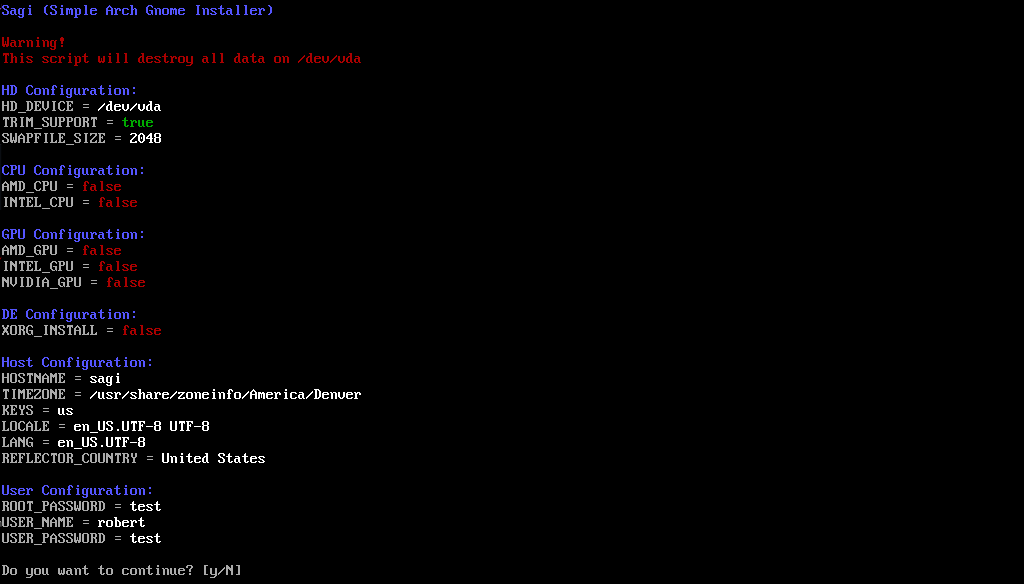 Sagi (Simple Arch Gnome Installer)
Warning!
This script will destroy all data on /dev/vda
HD Configuration:
HD_DEVICE = /dev/vda
TRIM_SUPPORT = true
SWAPFILE_SIZE = 2048
CPU Configuration:
AMD_CPU = false
INTEL_CPU = false
GPU Configuration:
AMD_GPU = false
INTEL_GPU = false
NVIDIA_GPU = false
DE Configuration:
XORG_INSTALL = false
Host Configuration:
HOSTNAME = sagi
TIMEZONE = /usr/share/zoneinfo/America/Denver
KEYS = us
LOCALE = en_US.UTF-8 UTF-8
LANG = en_US.UTF-8
REFLECTOR_COUNTRY = United States
User Configuration:
ROOT_PASSWORD = test
USER_NAME = robert
USER_PASSWORD = test
Do you want to continue? [y/N]